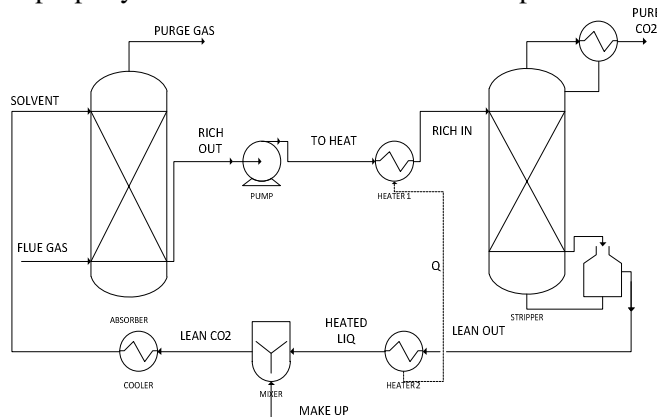 PURGE GAS
PURE
CO2
SOLVENT
RICH
OUT
TO HEAT
RICH IN
PUMP
HEATER 1
FLUE GAS
Q
STRIPPER
ABSORBER
LEAN CO2
HEATED
LIQ
LEAN OUT
COOLER
MIXER
HEATER 2
MAKE UP